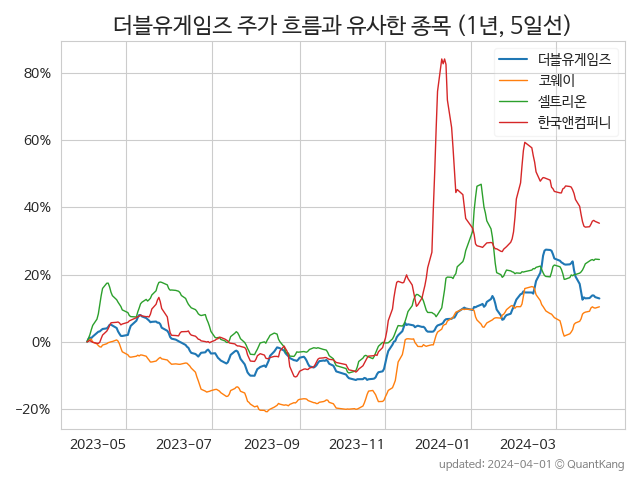 더블유게임즈 주가 흐름과 유사한 종목 (1년, 5일선)
더블유게임즈
코웨이
셀트리온
한국앤컴퍼니
80%
60%
40%
20%
0%
−20%
2023-05 2023-07 2023-09 2023-11 2024-01 2024-03
updated: 2024-04-01 © QuantKang